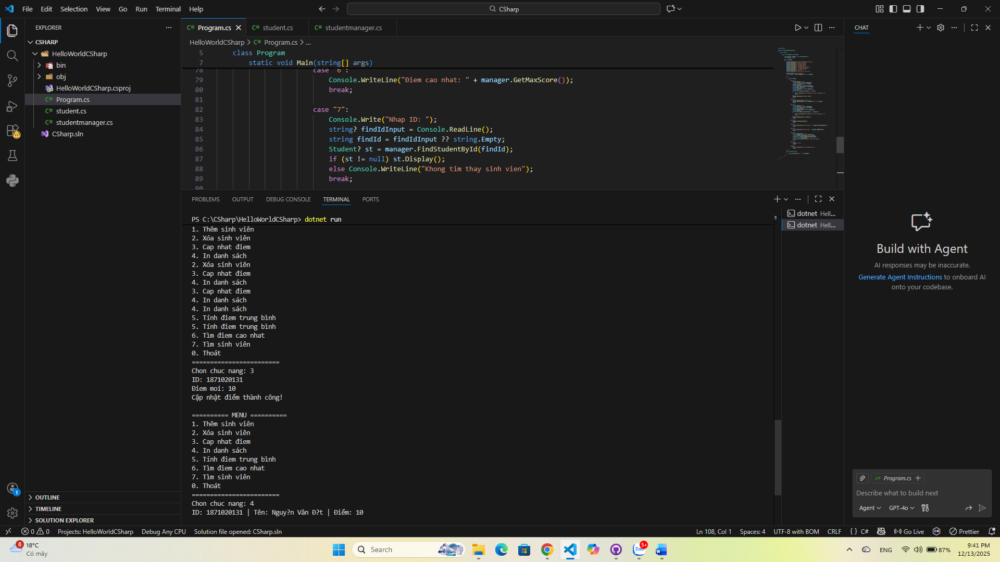 File Edit Selection View Go Run Terminal Help
CSharp
EXPLORER
CSHARP
HelloWorldCSharp
bin
obj
HelloWorldCSharp.csproj
Program.cs
student.cs
studentmanager.cs
CSharp.sln
OUTLINE
TIMELINE
SOLUTION EXPLORER
Program.cs student.cs studentmanager.cs
HelloWorldCSharp > Program.cs > ...
5 class Program
7 static void Main(string[] args)
78 case "6":
79 Console.WriteLine("Điem cao nhat: " + manager.GetMaxScore());
80 break;
81
82 case "7":
83 Console.Write("Nhap ID: ");
84 string? findIdInput = Console.ReadLine();
85 string findId = findIdInput ?? string.Empty;
86 Student? st = manager.FindStudentById(findId);
87 if (st != null) st.Display();
88 else Console.WriteLine("Khong tim thay sinh vien");
89 break;
90
PROBLEMS OUTPUT DEBUG CONSOLE TERMINAL PORTS
PS C:\CSharp\HelloWorldCSharp> dotnet run
1. Thêm sinh viên
2. Xóa sinh viên
3. Cap nhat điem
4. In danh sách
2. Xóa sinh viên
3. Cap nhat điem
4. In danh sách
3. Cap nhat điem
4. In danh sách
4. In danh sách
5. Tính điem trung bình
5. Tính điem trung bình
6. Tìm điem cao nhat
7. Tìm sinh viên
0. Thoát
========================
Chon chuc nang: 3
ID: 1871020131
Điem moi: 10
Cập nhật điểm thành công!
========== MENU ==========
1. Thêm sinh viên
2. Xóa sinh viên
3. Cap nhat điem
4. In danh sách
5. Tính điem trung bình
6. Tìm điem cao nhat
7. Tìm sinh viên
0. Thoát
========================
Chon chuc nang: 4
ID: 1871020131 | Tên: Nguy?n Vân Đ?t | Điểm: 10
dotnet Hell...
dotnet Hell...
CHAT
Build with Agent
AI responses may be inaccurate.
Generate Agent Instructions to onboard AI
onto your codebase.
Program.cs
Describe what to build next
Agent GPT-4o
0 0 Projects: HelloWorldCSharp Debug Any CPU Solution file opened: CSharp.sln
Ln 108, Col 1 Spaces: 4 UTF-8 with BOM CRLF { } C# Go Live Prettier
8
18°C
Có mây
Search
5+
Zalo
ENG
87%
9:41 PM
12/13/2025